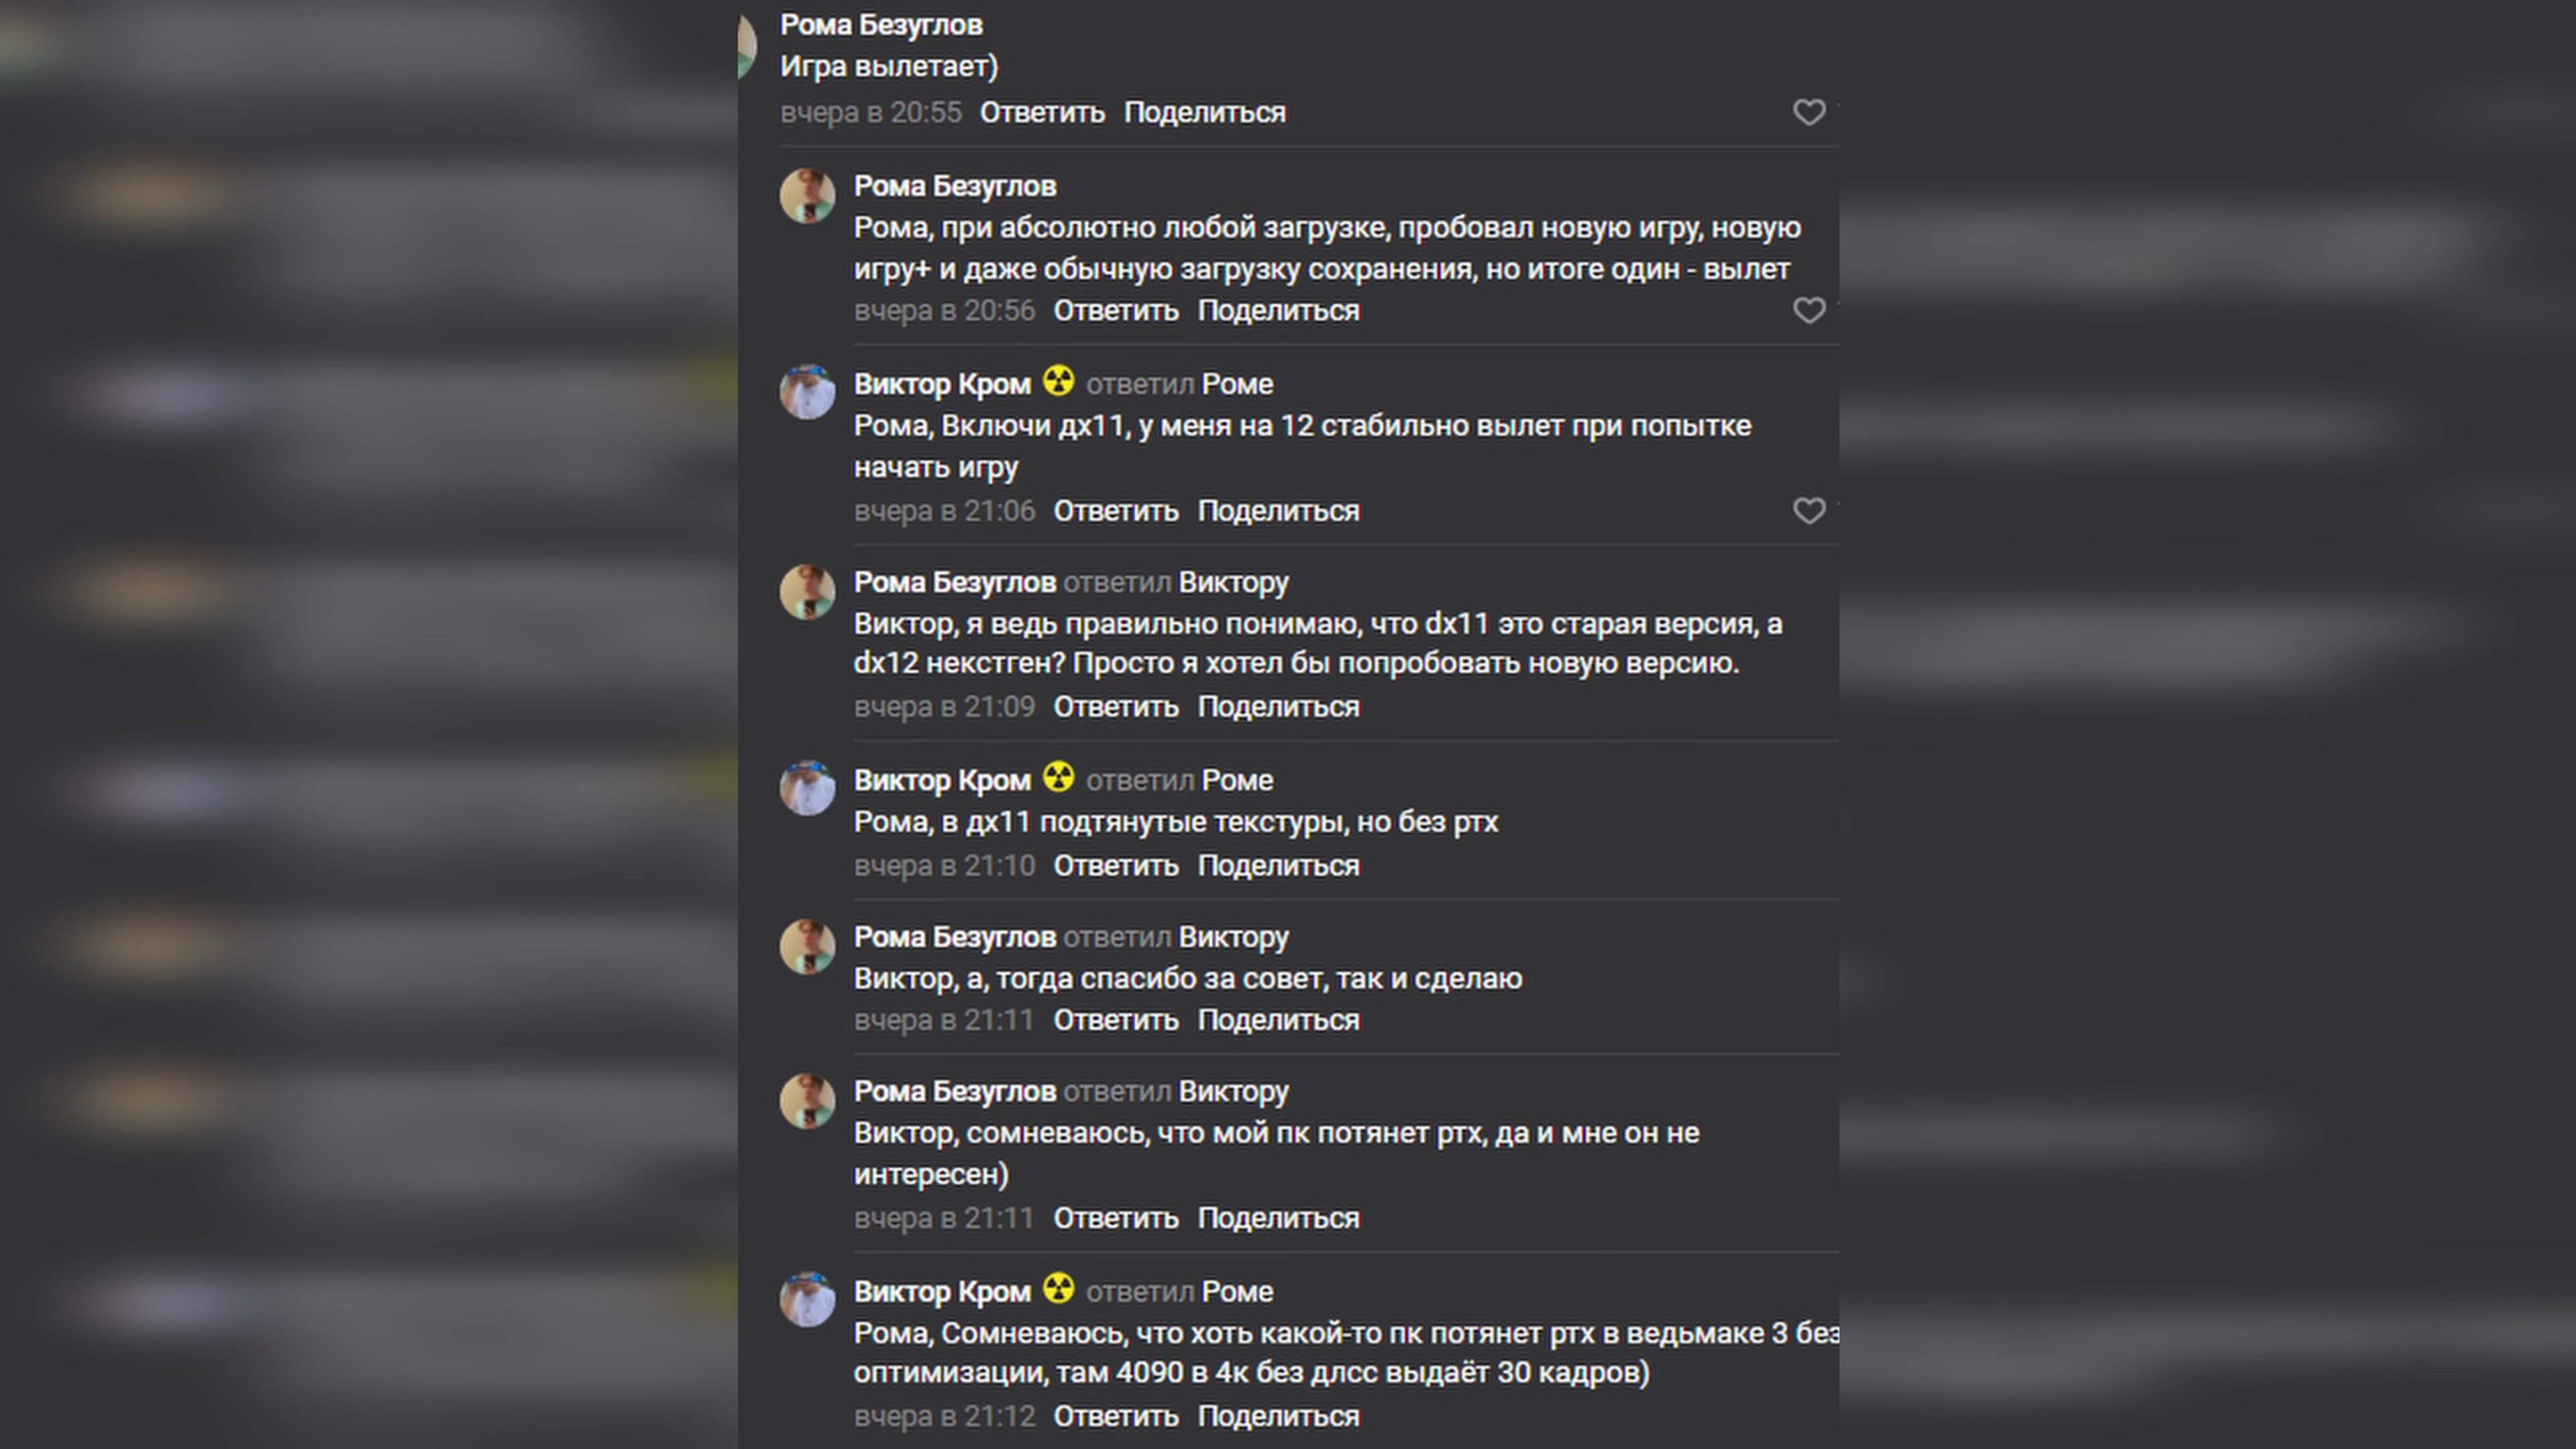 Рома Безуглов
Игра вылетает)
вчера в 20:55 Ответить Поделиться
Рома Безуглов
Рома, при абсолютно любой загрузке, пробовал новую игру, новую
игру+ и даже обычную загрузку сохранения, но итоге один - вылет
вчера в 20:56 Ответить Поделиться
Виктор Кром ответил Роме
Рома, Включи дх11, у меня на 12 стабильно вылет при попытке
начать игру
вчера в 21:06 Ответить Поделиться
Рома Безуглов ответил Виктору
Виктор, я ведь правильно понимаю, что dx11 это старая версия, а
dx12 некстген? Просто я хотел бы попробовать новую версию.
вчера в 21:09 Ответить Поделиться
Виктор Кром ответил Роме
Рома, в дх11 подтянутые текстуры, но без ртх
вчера в 21:10 Ответить Поделиться
Рома Безуглов ответил Виктору
Виктор, а, тогда спасибо за совет, так и сделаю
вчера в 21:11 Ответить Поделиться
Рома Безуглов ответил Виктору
Виктор, сомневаюсь, что мой пк потянет ртх, да и мне он не
интересен)
вчера в 21:11 Ответить Поделиться
Виктор Кром ответил Роме
Рома, Сомневаюсь, что хоть какой-то пк потянет ртх в ведьмаке 3 без
оптимизации, там 4090 в 4к без длсс выдаёт 30 кадров)
вчера в 21:12 Ответить Поделиться